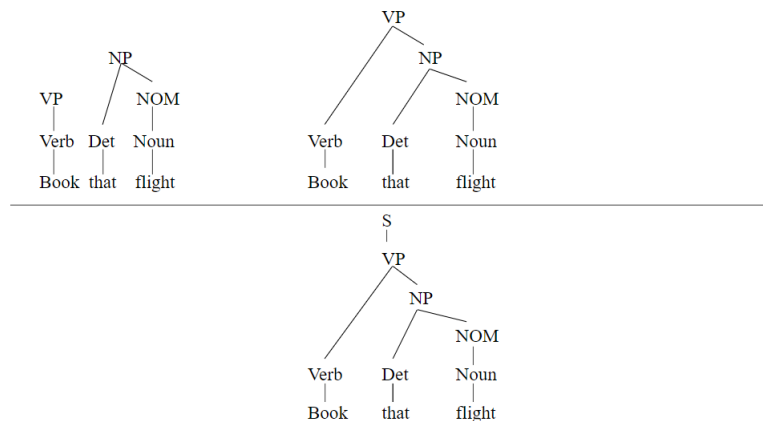 VP
NP
NP
VP NOM NOM
Verb Det Noun Verb Det Noun
Book that flight Book that flight
S
VP
NP
NOM
Verb Det Noun
Book that flight